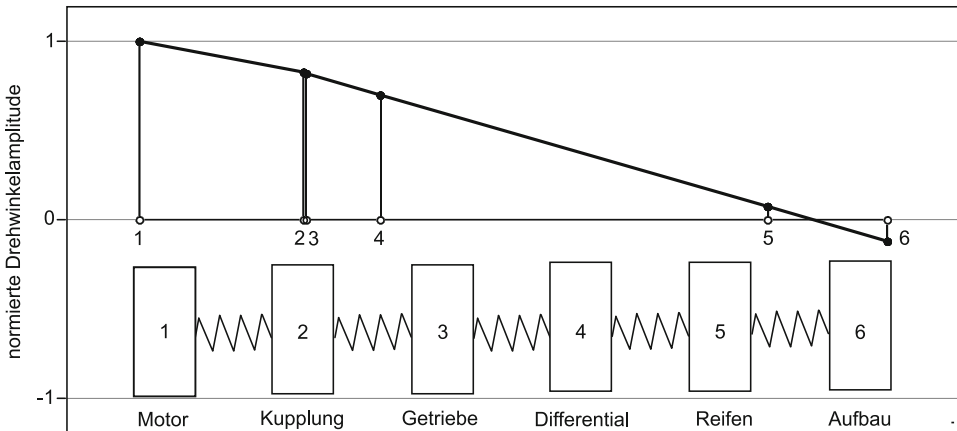 normierte Drehwinkelamplitude
1
0
1 2 3 4 5 6
1 2 3 4 5 6
-1
Motor Kupplung Getriebe Differential Reifen Aufbau